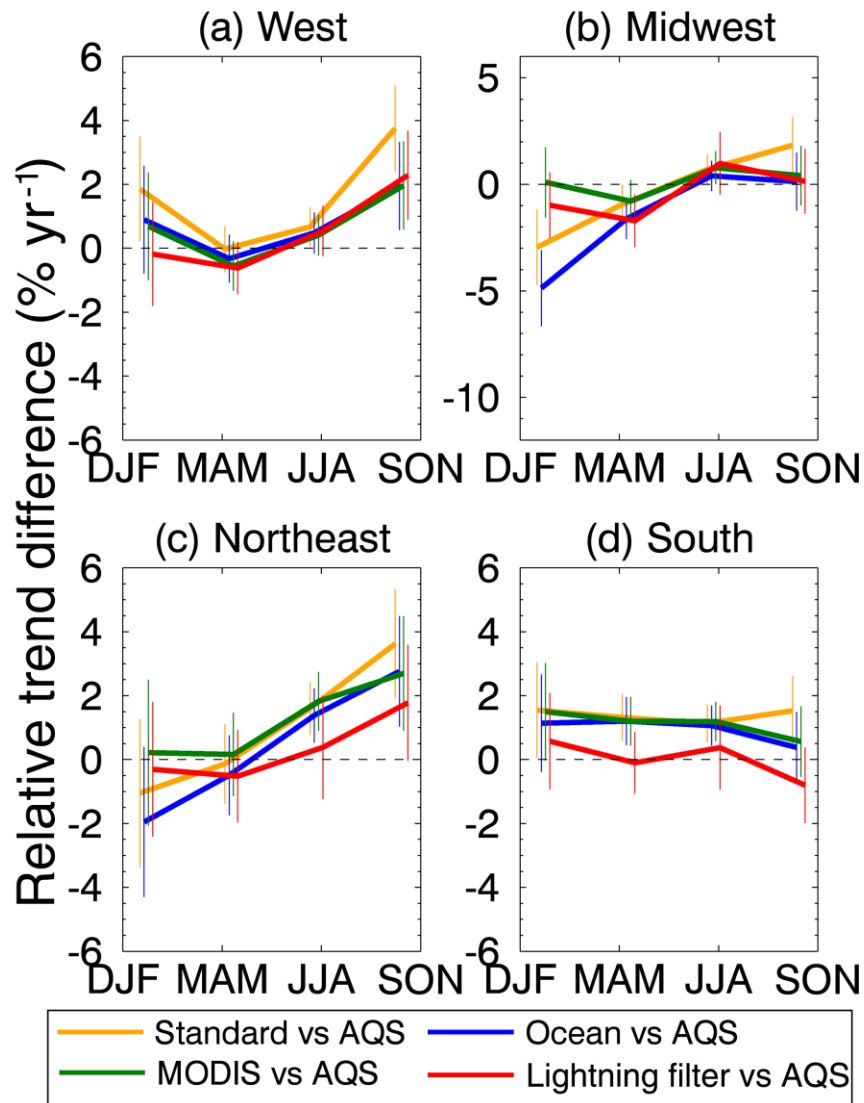 Relative trend difference (% yr⁻¹)
(a) West
6
4
2
0
-2
-4
-6
DJF MAM JJA SON
(b) Midwest
5
0
-5
-10
DJF MAM JJA SON
(c) Northeast
6
4
2
0
-2
-4
-6
DJF MAM JJA SON
(d) South
6
4
2
0
-2
-4
-6
DJF MAM JJA SON
Standard vs AQS
Ocean vs AQS
MODIS vs AQS
Lightning filter vs AQS